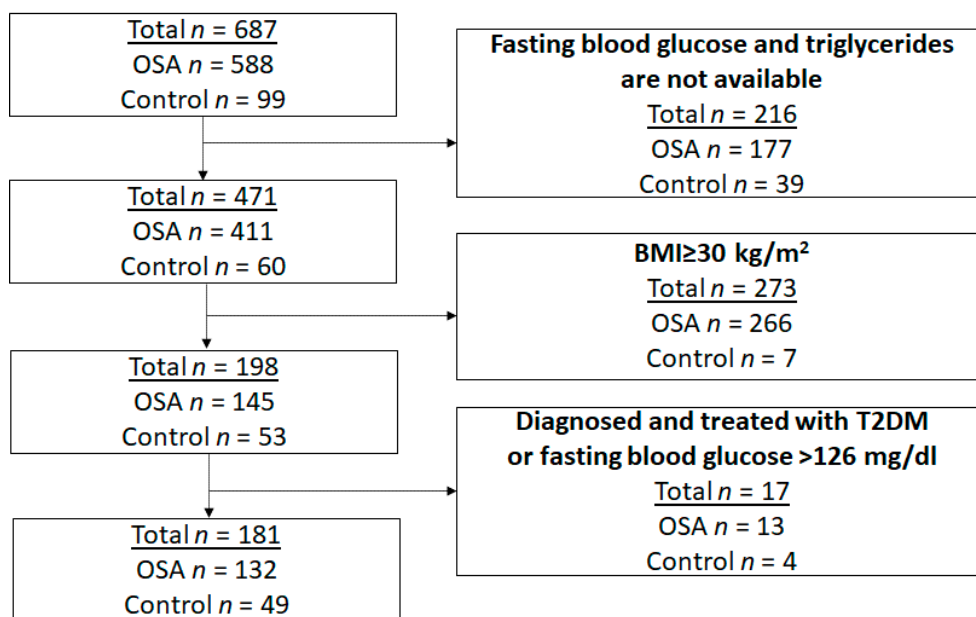 Total n = 687
OSA n = 588
Control n = 99
Fasting blood glucose and triglycerides
are not available
Total n = 216
OSA n = 177
Control n = 39
Total n = 471
OSA n = 411
Control n = 60
BMI≥30 kg/m²
Total n = 273
OSA n = 266
Control n = 7
Total n = 198
OSA n = 145
Control n = 53
Diagnosed and treated with T2DM
or fasting blood glucose >126 mg/dl
Total n = 17
OSA n = 13
Control n = 4
Total n = 181
OSA n = 132
Control n = 49